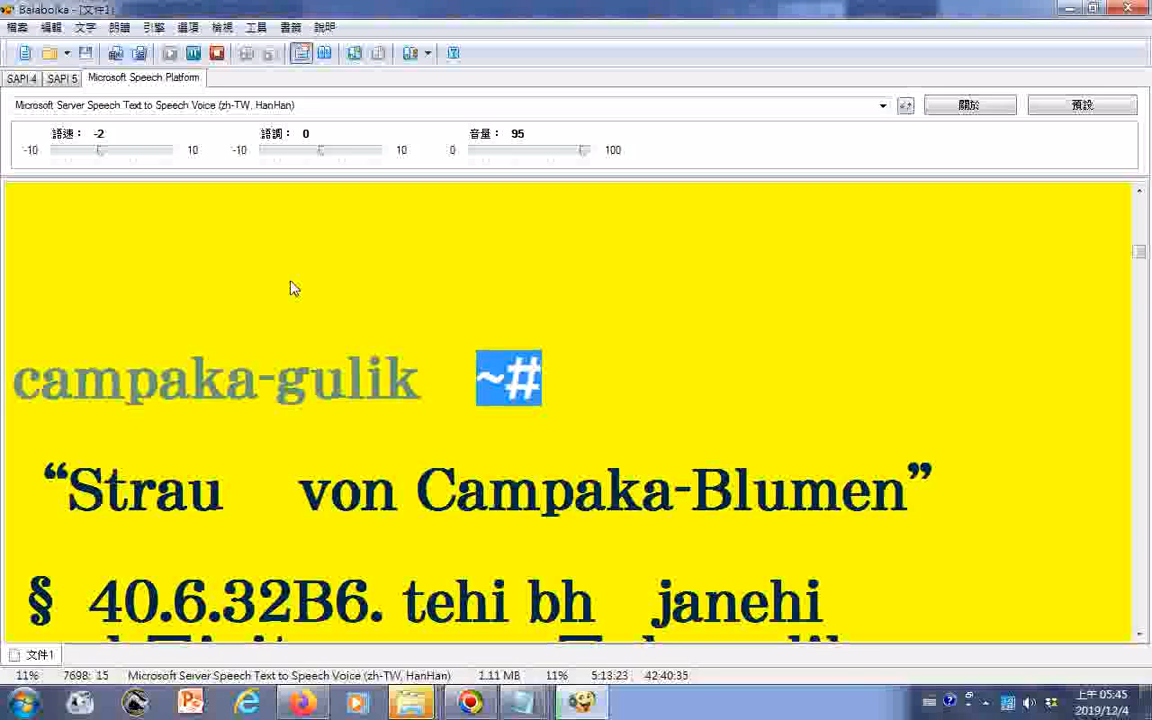 Balabolka - [文件1]
檔案 編輯 文字 朗讀 引擎 選項 檢視 工具 書籤 說明
SAPI 4 SAPI 5 Microsoft Speech Platform
Microsoft Server Speech Text to Speech Voice (zh-TW, HanHan) 關於 預設
語速： -2 語調： 0 音量： 95
-10 10 -10 10 0 100
campaka-gulik ~#
“Strau von Campaka-Blumen”
§ 40.6.32B6. tehi bh janehi
文件1
11% 7698: 15 Microsoft Server Speech Text to Speech Voice (zh-TW, HanHan) 1.11 MB 11% 5:13:23 42:40:35
上午 05:45
2019/12/4